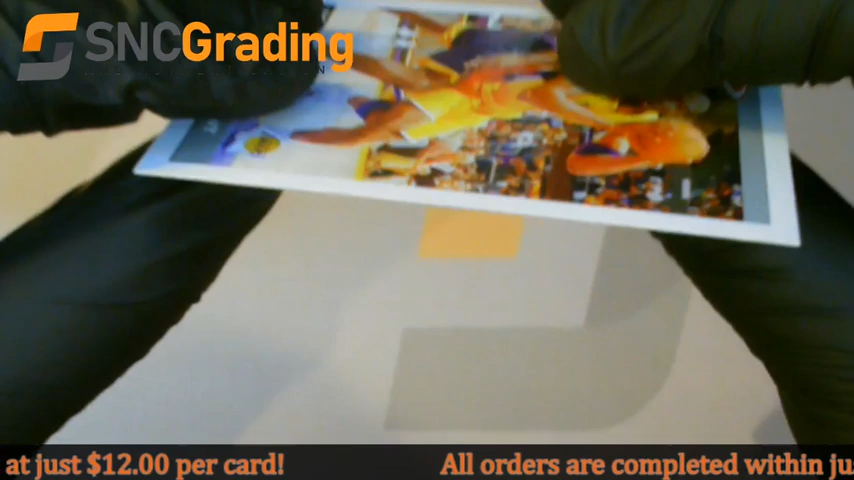 SNCGrading
at just $12.00 per card!
All orders are completed within ju